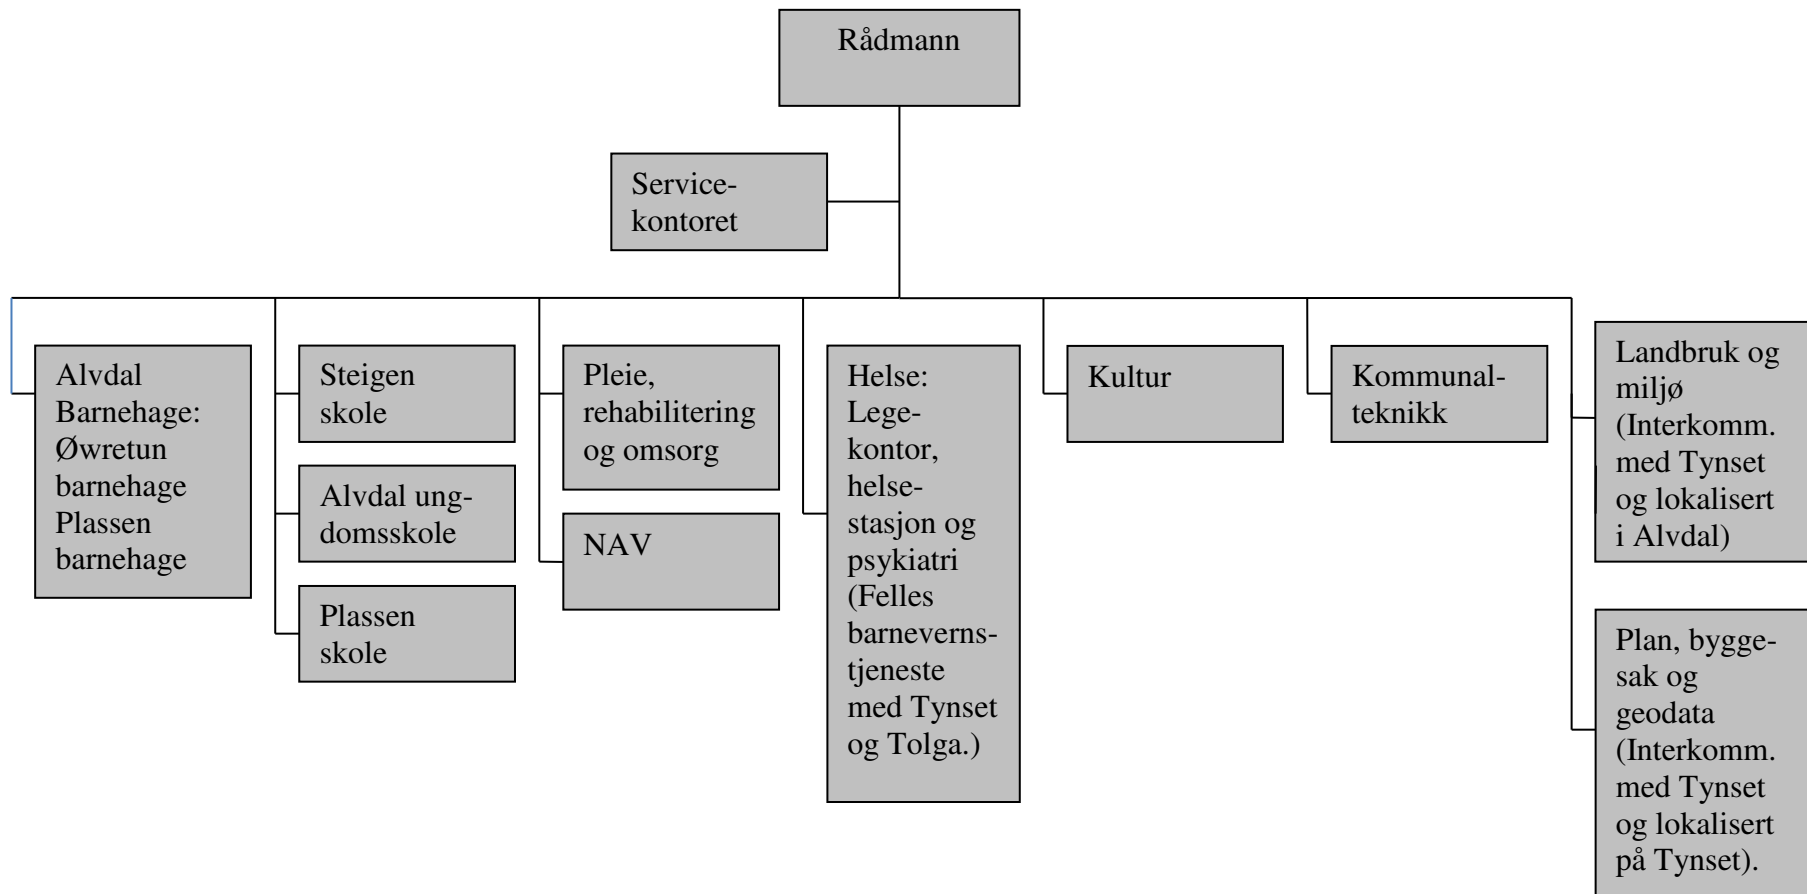 Rådmann
Service-
kontoret
Alvdal
Barnehage:
Øwretun
barnehage
Plassen
barnehage
Steigen
skole
Alvdal ung-
domsskole
Plassen
skole
Pleie,
rehabilitering
og omsorg
NAV
Helse:
Lege-
kontor,
helse-
stasjon og
psykiatri
(Felles
barneverns-
tjeneste
med Tynset
og Tolga.)
Kultur
Kommunal-
teknikk
Landbruk og
miljø
(Interkomm.
med Tynset
og lokalisert
i Alvdal)
Plan, bygge-
sak og
geodata
(Interkomm.
med Tynset
og lokalisert
på Tynset).